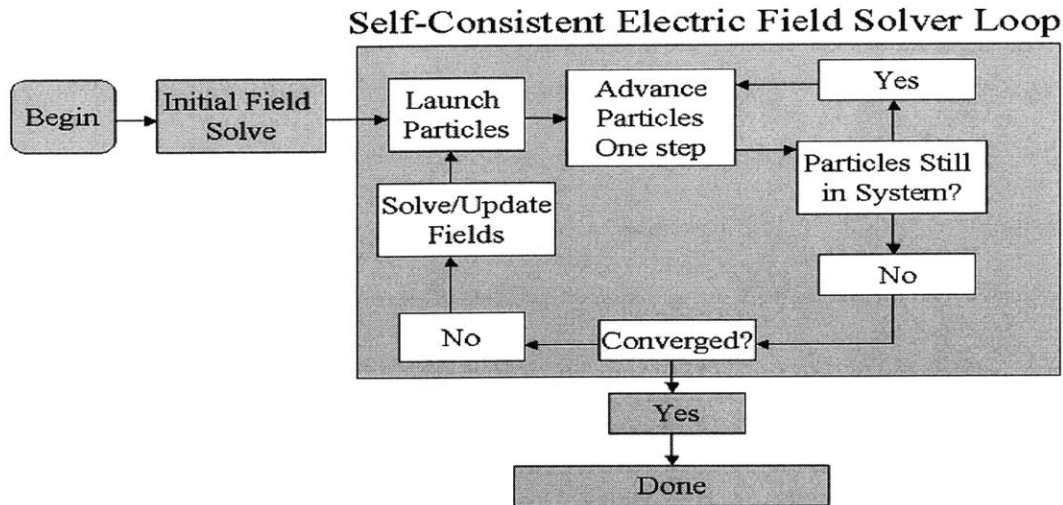 Self-Consistent Electric Field Solver Loop
Begin
Initial Field
Solve
Launch
Particles
Advance
Particles
One step
Yes
Particles Still
in System?
Solve/Update
Fields
No
No
Converged?
Yes
Done